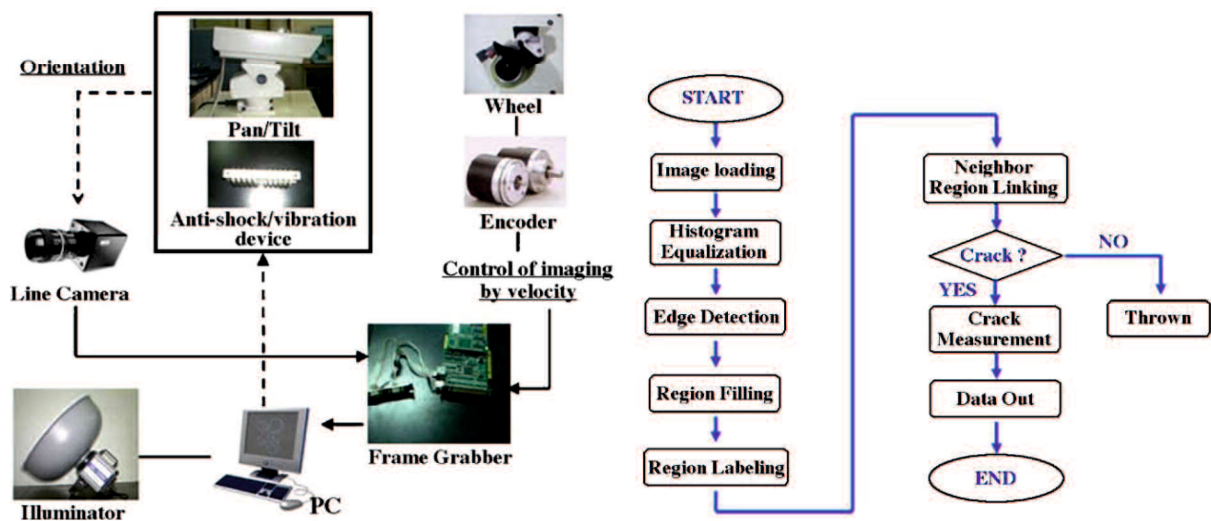 Orientation
Pan/Tilt
Anti-shock/vibration
device
Wheel
Encoder
Control of imaging
by velocity
Line Camera
Frame Grabber
Illuminator
PC
START
Image loading
Histogram
Equalization
Edge Detection
Region Filling
Region Labeling
Neighbor
Region Linking
Crack ?
NO
YES
Thrown
Crack
Measurement
Data Out
END